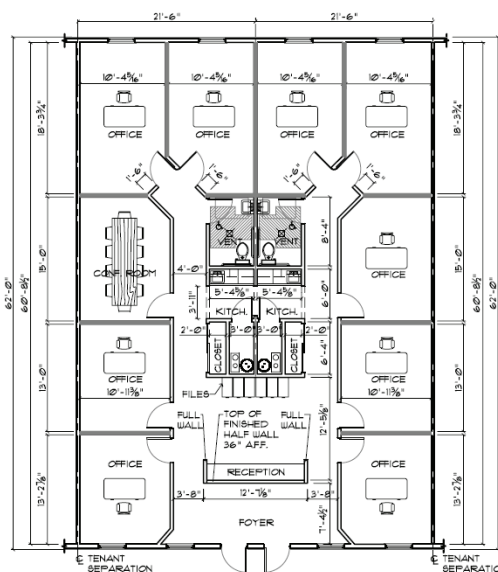 21'-6" 21'-6"
10'-4⅝" 10'-4⅝" 10'-4⅝" 10'-4⅝"
18'-3¾" 18'-3¾"
OFFICE OFFICE OFFICE OFFICE
1'-6" 1'-6" 1'-6" 1'-6"
VENT VENT
8'-4"
15'-0" 15'-0"
CONF. ROOM
4'-0"
OFFICE
62'-0" 60'-8½" 60'-8½" 62'-0"
5'-4⅝" 5'-4⅝"
6'-0"
3'-11"
KITCH. KITCH.
2'-0" 3'-0" 3'-0" 2'-0"
CLOSET CLOSET
6'-4"
13'-0" 13'-0"
OFFICE OFFICE
10'-11⅜" 10'-11⅜"
FILES
FULL WALL
TOP OF FINISHED HALF WALL 36" A.F.F.
FULL WALL
12'-5⅝"
OFFICE OFFICE
RECEPTION
13'-2⅞" 13'-2⅞"
3'-8" 12'-7⅛" 3'-8"
7'-4½"
FOYER
℄ TENANT SEPARATION
℄ TENANT SEPARATION